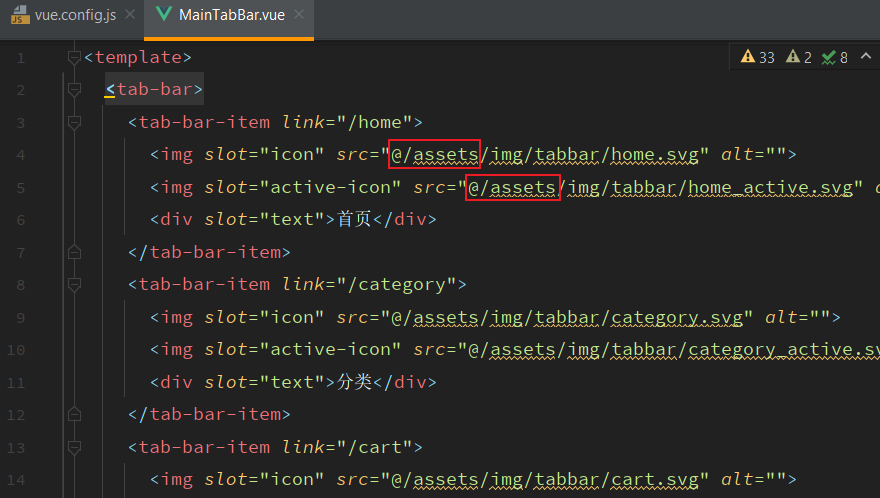 JS vue.config.js MainTabBar.vue
33 2 8
1 <template>
2 <tab-bar>
3 <tab-bar-item link="/home">
4 <img slot="icon" src="@/assets/img/tabbar/home.svg" alt="">
5 <img slot="active-icon" src="@/assets/img/tabbar/home_active.svg" a
6 <div slot="text">首页</div>
7 </tab-bar-item>
8 <tab-bar-item link="/category">
9 <img slot="icon" src="@/assets/img/tabbar/category.svg" alt="">
10 <img slot="active-icon" src="@/assets/img/tabbar/category_active.sv
11 <div slot="text">分类</div>
12 </tab-bar-item>
13 <tab-bar-item link="/cart">
14 <img slot="icon" src="@/assets/img/tabbar/cart.svg" alt="">